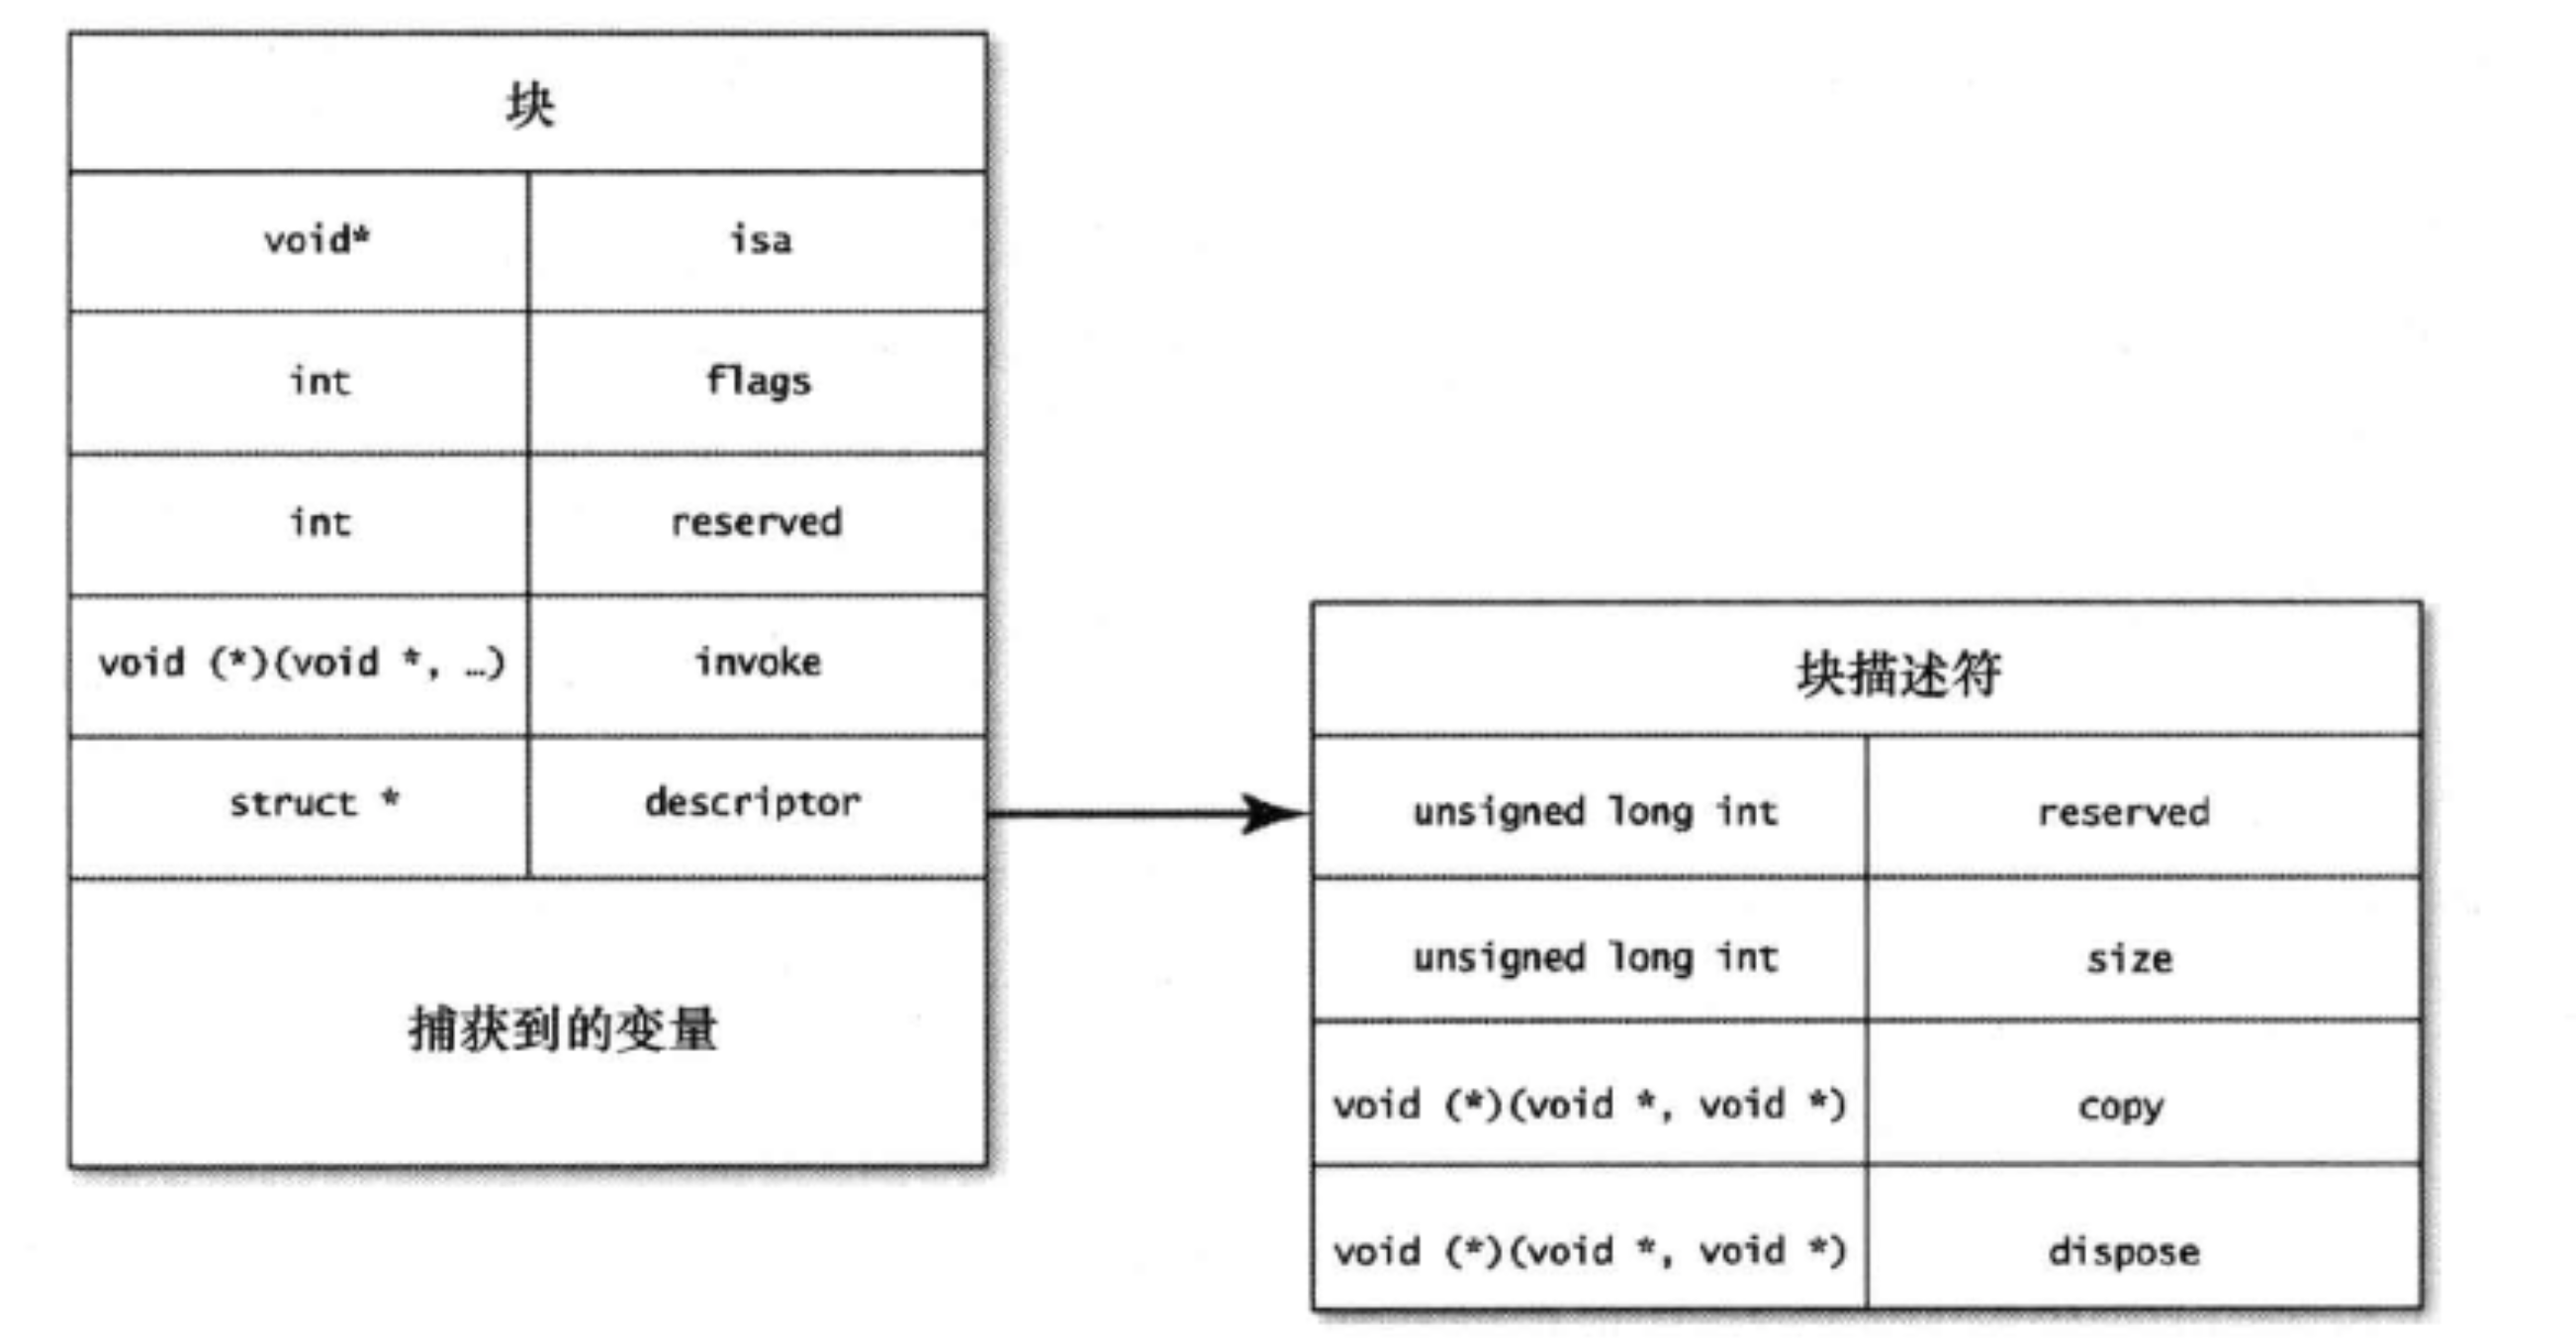 块
void* isa
int flags
int reserved
void (*)(void *, …) invoke
struct * descriptor
捕获到的变量
块描述符
unsigned long int reserved
unsigned long int size
void (*)(void *, void *) copy
void (*)(void *, void *) dispose